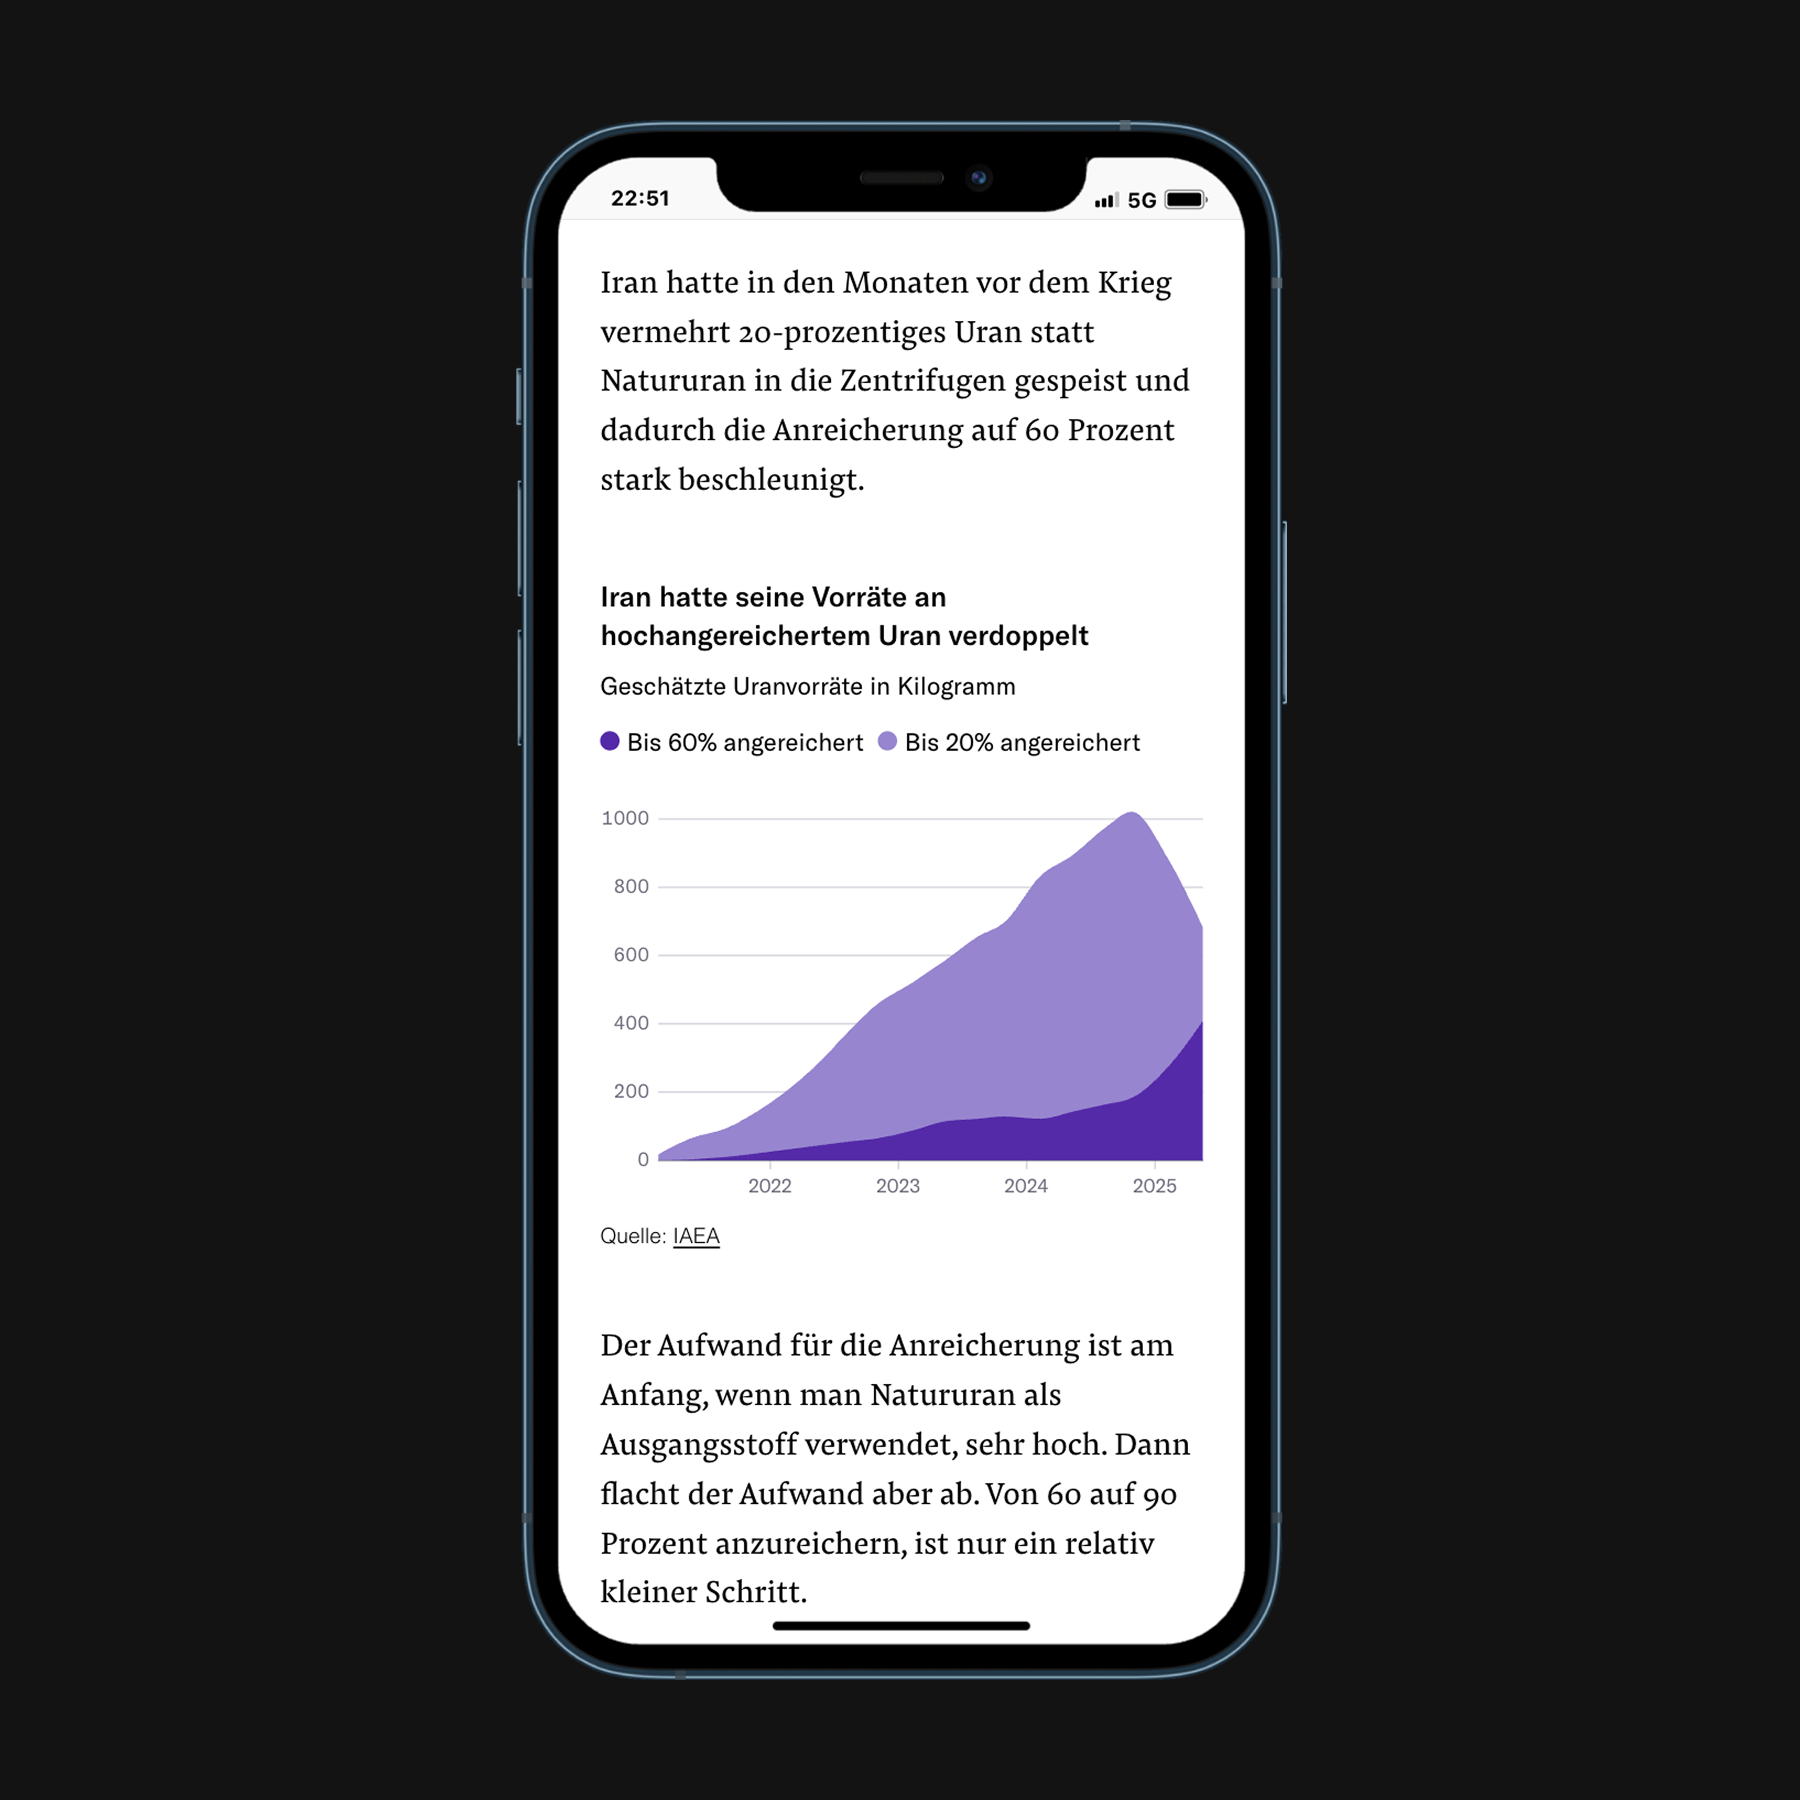 22:51
5G
Iran hatte in den Monaten vor dem Krieg
vermehrt 20-prozentiges Uran statt
Natururan in die Zentrifugen gespeist und
dadurch die Anreicherung auf 60 Prozent
stark beschleunigt.
Iran hatte seine Vorräte an
hochangereichertem Uran verdoppelt
Geschätzte Uranvorräte in Kilogramm
Bis 60% angereichert Bis 20% angereichert
1000
800
600
400
200
0
2022 2023 2024 2025
Quelle: IAEA
Der Aufwand für die Anreicherung ist am
Anfang, wenn man Natururan als
Ausgangsstoff verwendet, sehr hoch. Dann
flacht der Aufwand aber ab. Von 60 auf 90
Prozent anzureichern, ist nur ein relativ
kleiner Schritt.